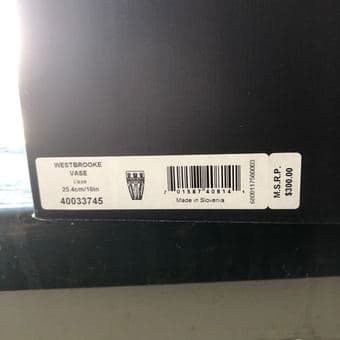 WESTBROOKE
VASE
Vase
25.4cm/10in
40033745
7 01587 40814 1
Made in Slovenia
M.S.R.P.
$300.00